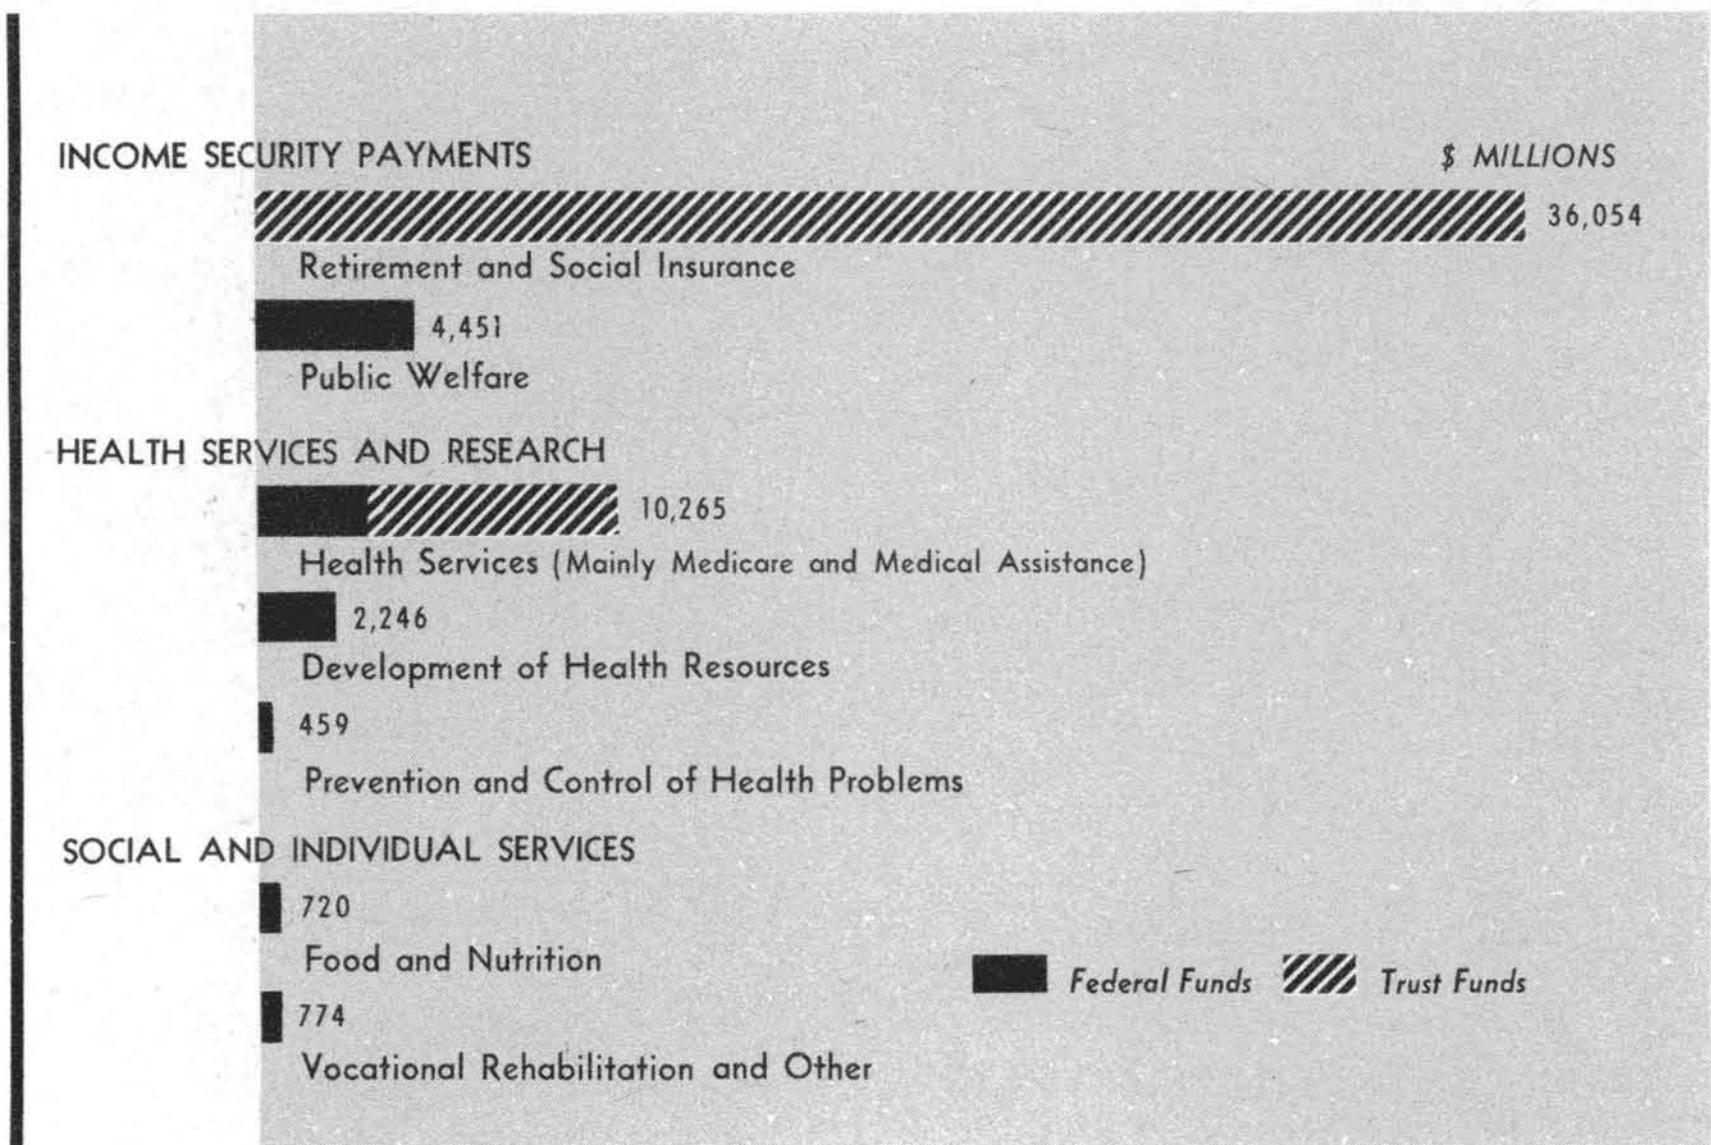 INCOME SECURITY PAYMENTS $ MILLIONS
36,054
Retirement and Social Insurance
4,451
Public Welfare
HEALTH SERVICES AND RESEARCH
10,265
Health Services (Mainly Medicare and Medical Assistance)
2,246
Development of Health Resources
459
Prevention and Control of Health Problems
SOCIAL AND INDIVIDUAL SERVICES
720
Food and Nutrition
Federal Funds Trust Funds
774
Vocational Rehabilitation and Other